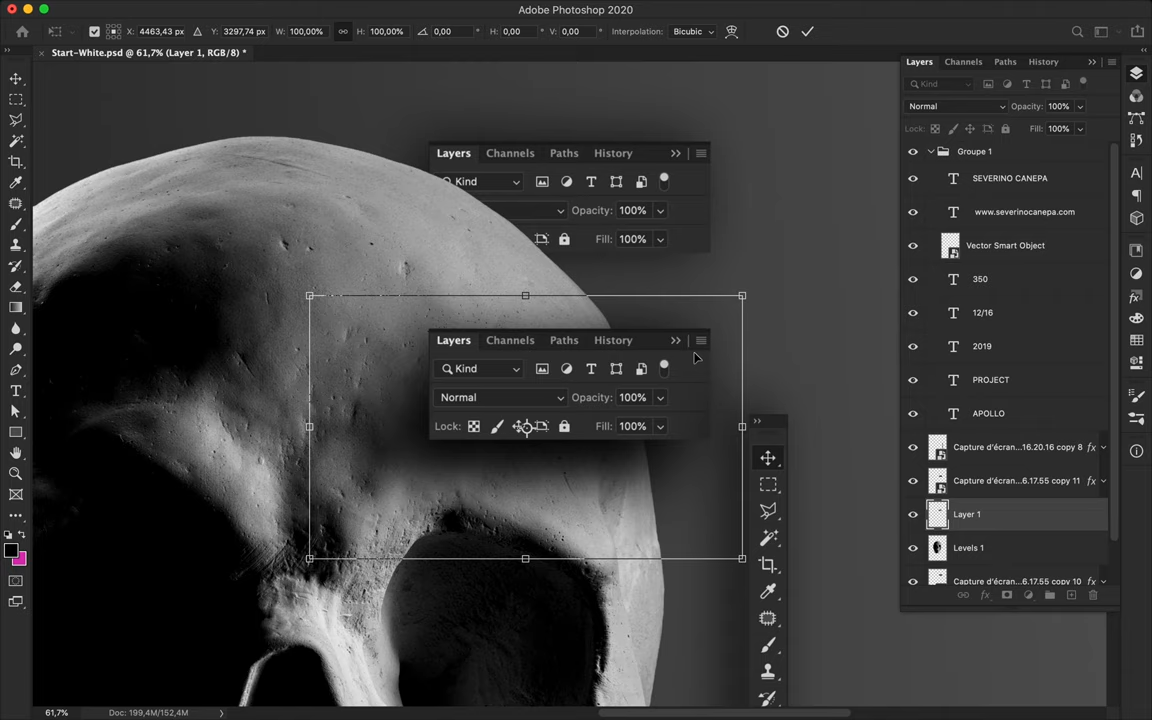 Adobe Photoshop 2020
X: 4463,43 px Y: 3297,74 px W: 100,00% H: 100,00% 0,00 H: 0,00 V: 0,00 Interpolation: Bicubic
Start-White.psd @ 61,7% (Layer 1, RGB/8) *
Layers Channels Paths History
Kind
Normal Opacity: 100%
Lock: Fill: 100%
Groupe 1
SEVERINO CANEPA
www.severinocanepa.com
Vector Smart Object
350
12/16
2019
PROJECT
APOLLO
Capture d'écran...16.20.16 copy 8 fx
Capture d'écran...6.17.55 copy 11 fx
Layer 1
Levels 1
Capture d'écran...6.17.55 copy 10 fx
fx
Layers Channels Paths History
Kind
Opacity: 100%
Fill: 100%
Layers Channels Paths History
Kind
Normal Opacity: 100%
Lock: Fill: 100%
61,7% Doc: 199,4M/152,4M